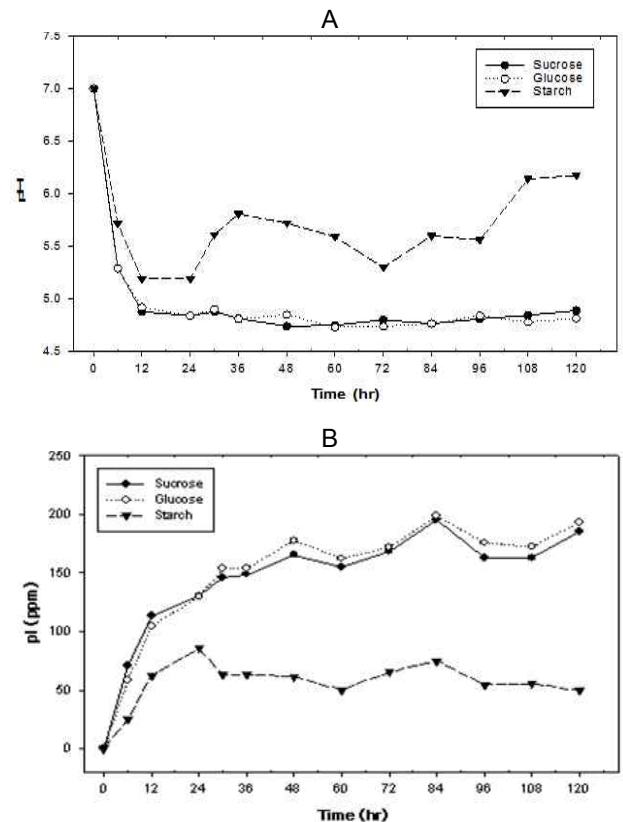 A
7.5
7.0
6.5
6.0
5.5
5.0
4.5
pH
Sucrose
Glucose
Starch
0 12 24 36 48 60 72 84 96 108 120
Time (hr)
B
250
200
150
100
50
0
pI (ppm)
Sucrose
Glucose
Starch
0 12 24 36 48 60 72 84 96 108 120
Time (hr)